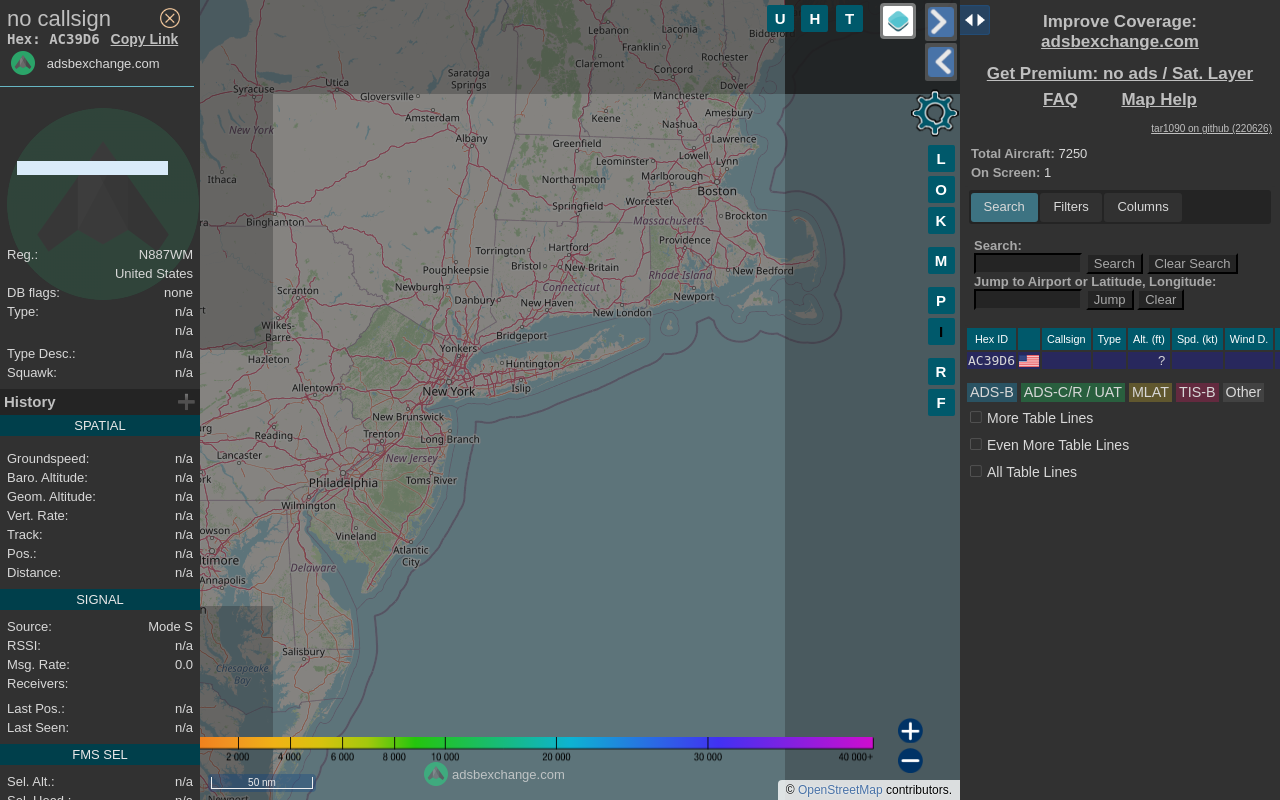 no callsign
Hex: AC39D6 Copy Link
adsbexchange.com
Reg.: N887WM
United States
DB flags: none
Type: n/a
n/a
Type Desc.: n/a
Squawk: n/a
History
SPATIAL
Groundspeed: n/a
Baro. Altitude: n/a
Geom. Altitude: n/a
Vert. Rate: n/a
Track: n/a
Pos.: n/a
Distance: n/a
SIGNAL
Source: Mode S
RSSI: n/a
Msg. Rate: 0.0
Receivers:
Last Pos.: n/a
Last Seen: n/a
FMS SEL
Sel. Alt.: n/a
U H T
L
O
K
M
P
I
R
F
Lebanon
Laconia
Franklin
Claremont
Rochester
Concord
Dover
Saratoga
Springs
Utica
Syracuse
Gloversville
Manchester
Amesbury
Amsterdam
Keene
Nashua
New York
Albany
Greenfield
Lawrence
Lowell
Leominster
Lynn
Ithaca
Northampton
Marlborough
Boston
Worcester
Springfield
Brockton
Binghamton
Massachusetts
Providence
Torrington
Hartford
Bristol
New Britain
Poughkeepsie
Rhode Island
New Bedford
Connecticut
Scranton
Newburgh
Danbury
New Haven
Newport
New London
Wilkes-
Barre
Bridgeport
Yonkers
Hazleton
Huntington
Allentown
New York
Islip
New Brunswick
Reading
Trenton
Long Branch
Lancaster
New Jersey
Philadelphia
Toms River
Wilmington
Vineland
Atlantic
City
Delaware
Annapolis
Salisbury
Chesapeake
Bay
2 000 4 000 6 000 8 000 10 000 20 000 30 000 40 000+
adsbexchange.com
50 nm
© OpenStreetMap contributors.
Improve Coverage:
adsbexchange.com
Get Premium: no ads / Sat. Layer
FAQ Map Help
tar1090 on github (220626)
Total Aircraft: 7250
On Screen: 1
Search Filters Columns
Search:
Search Clear Search
Jump to Airport or Latitude, Longitude:
Jump Clear
Hex ID Callsign Type Alt. (ft) Spd. (kt) Wind D.
AC39D6 ?
ADS-B ADS-C/R / UAT MLAT TIS-B Other
More Table Lines
Even More Table Lines
All Table Lines